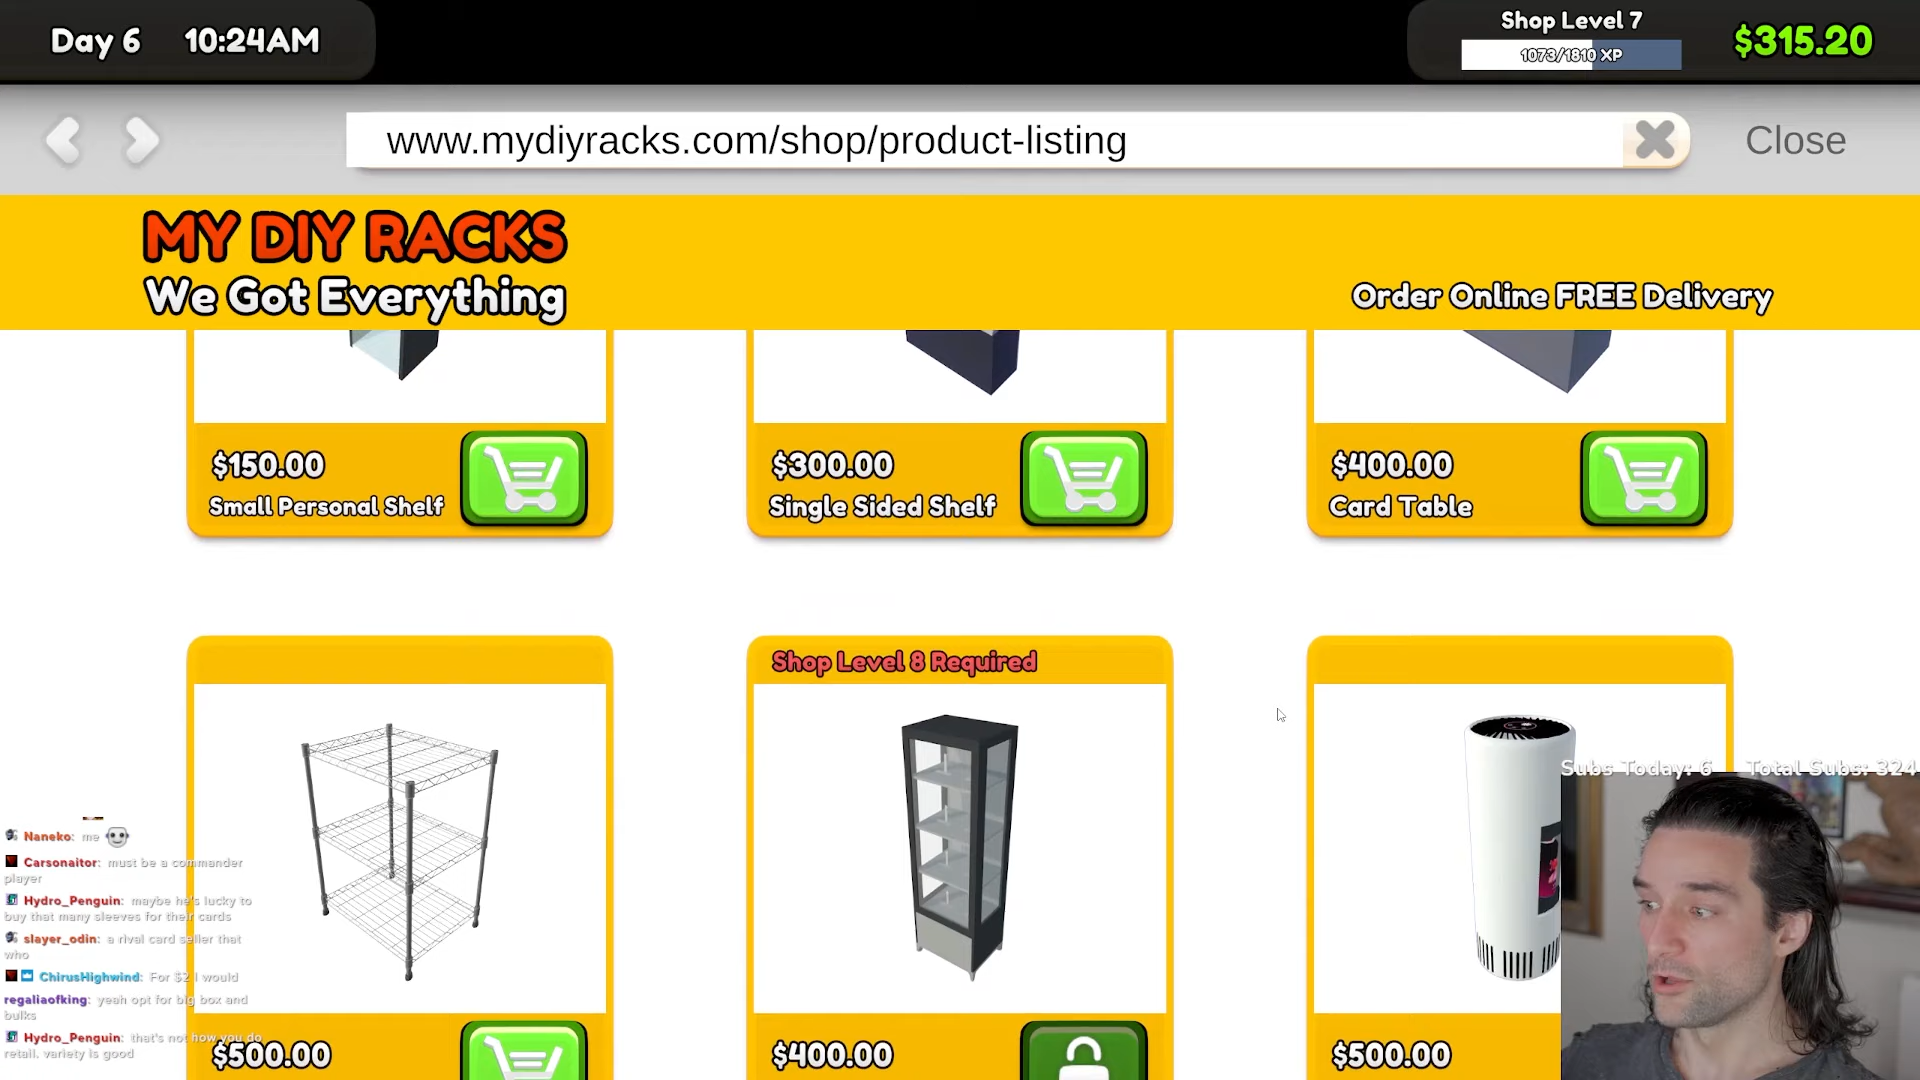 Day 6 10:24AM
Shop Level 7
1073/1810 XP
$315.20
www.mydiyracks.com/shop/product-listing
Close
MY DIY RACKS
We Got Everything
Order Online FREE Delivery
$150.00
Small Personal Shelf
$300.00
Single Sided Shelf
$400.00
Card Table
Shop Level 8 Required
Subs Today: 6 Total Subs: 324
Naneko: me
Carsonaitor: must be a commander
player
Hydro_Penguin: maybe he's lucky to
buy that many sleeves for their cards
slayer_odin: a rival card seller that
who
ChirusHighwind: For $2 I would
regaliaofking: yeah opt for big box and
bulks
Hydro_Penguin: that's not how you do
retail. variety is good
$500.00
$400.00
$500.00